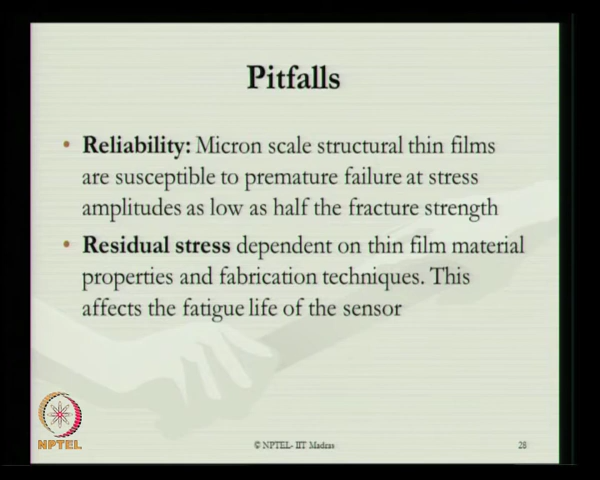 Pitfalls
• Reliability: Micron scale structural thin films
are susceptible to premature failure at stress
amplitudes as low as half the fracture strength
• Residual stress dependent on thin film material
properties and fabrication techniques. This
affects the fatigue life of the sensor
NPTEL
© NPTEL- IIT Madras
28